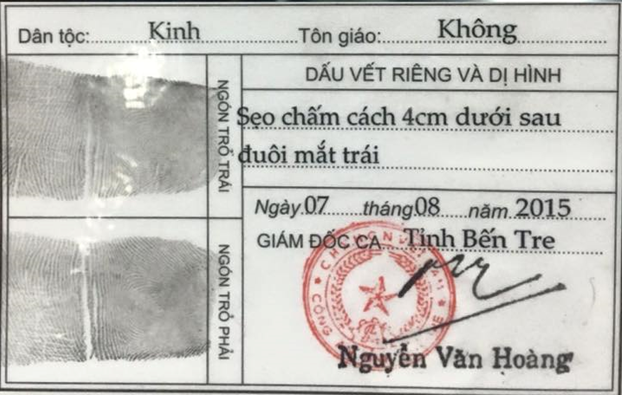 Dân tộc: Kinh Tôn giáo: Không
NGÓN TRỎ TRÁI
DẤU VẾT RIÊNG VÀ DỊ HÌNH
Sẹo chấm cách 4cm dưới sau
đuôi mắt trái
Ngày 07 tháng 08 năm 2015
GIÁM ĐỐC CA Tỉnh Bến Tre
NGÓN TRỎ PHẢI
CÔNG
Nguyễn Văn Hoàng